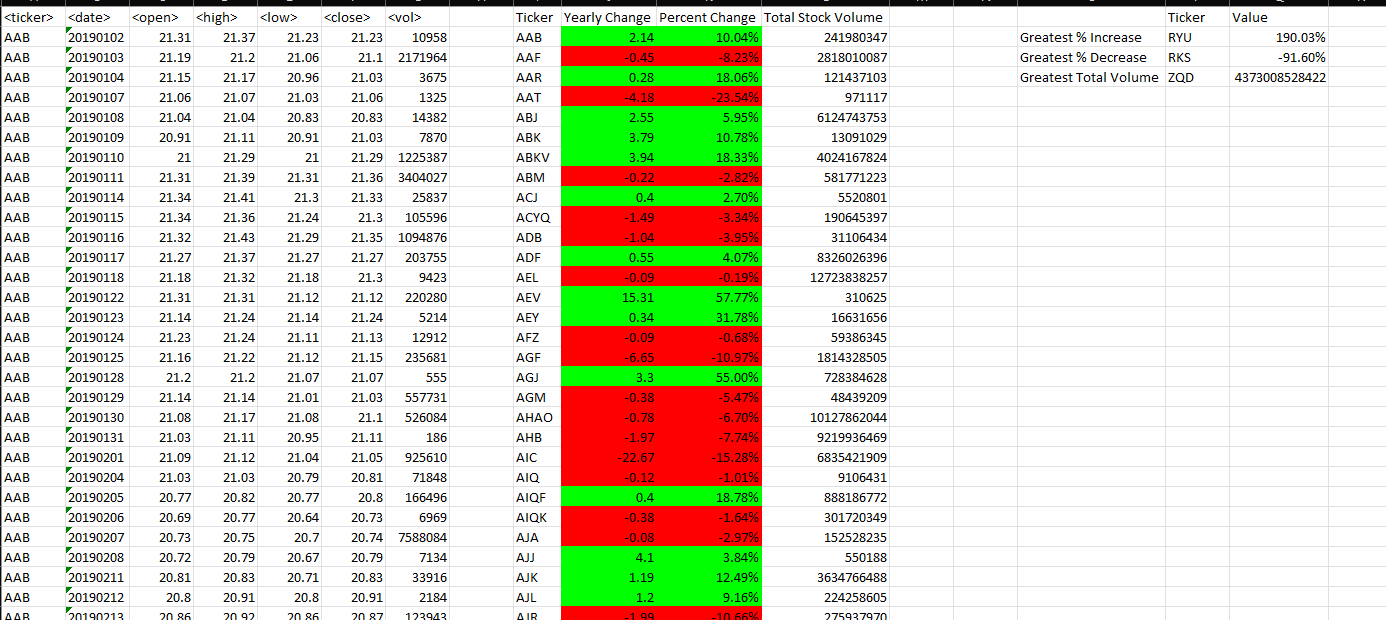 <ticker> <date> <open> <high> <low> <close> <vol> Ticker Yearly Change Percent Change Total Stock Volume Ticker Value
AAB 20190102 21.31 21.37 21.23 21.23 10958 AAB 2.14 10.04% 241980347 Greatest % Increase RYU 190.03%
AAB 20190103 21.19 21.2 21.06 21.1 2171964 AAF -0.45 -8.23% 2818010087 Greatest % Decrease RKS -91.60%
AAB 20190104 21.15 21.17 20.96 21.03 3675 AAR 0.28 18.06% 121437103 Greatest Total Volume ZQD 4373008528422
AAB 20190107 21.06 21.07 21.03 21.06 1325 AAT -4.18 -23.54% 971117
AAB 20190108 21.04 21.04 20.83 20.83 14382 ABJ 2.55 5.95% 6124743753
AAB 20190109 20.91 21.11 20.91 21.03 7870 ABK 3.79 10.78% 13091029
AAB 20190110 21 21.29 21 21.29 1225387 ABKV 3.94 18.33% 4024167824
AAB 20190111 21.31 21.39 21.31 21.36 3404027 ABM -0.22 -2.82% 581771223
AAB 20190114 21.34 21.41 21.3 21.33 25837 ACJ 0.4 2.70% 5520801
AAB 20190115 21.34 21.36 21.24 21.3 105596 ACYQ -1.49 -3.34% 190645397
AAB 20190116 21.32 21.43 21.29 21.35 1094876 ADB -1.04 -3.95% 31106434
AAB 20190117 21.27 21.37 21.27 21.27 203755 ADF 0.55 4.07% 8326026396
AAB 20190118 21.18 21.32 21.18 21.3 9423 AEL -0.09 -0.19% 12723838257
AAB 20190122 21.31 21.31 21.12 21.12 220280 AEV 15.31 57.77% 310625
AAB 20190123 21.14 21.24 21.14 21.24 5214 AEY 0.34 31.78% 16631656
AAB 20190124 21.23 21.24 21.11 21.13 12912 AFZ -0.09 -0.68% 59386345
AAB 20190125 21.16 21.22 21.12 21.15 235681 AGF -6.65 -10.97% 1814328505
AAB 20190128 21.2 21.2 21.07 21.07 555 AGJ 3.3 55.00% 728384628
AAB 20190129 21.14 21.14 21.01 21.03 557731 AGM -0.38 -5.47% 48439209
AAB 20190130 21.08 21.17 21.08 21.1 526084 AHAO -0.78 -6.70% 10127862044
AAB 20190131 21.03 21.11 20.95 21.11 186 AHB -1.97 -7.74% 9219936469
AAB 20190201 21.09 21.12 21.04 21.05 925610 AIC -22.67 -15.28% 6835421909
AAB 20190204 21.03 21.03 20.79 20.81 71848 AIQ -0.12 -1.01% 9106431
AAB 20190205 20.77 20.82 20.77 20.8 166496 AIQF 0.4 18.78% 888186772
AAB 20190206 20.69 20.77 20.64 20.73 6969 AIQK -0.38 -1.64% 301720349
AAB 20190207 20.73 20.75 20.7 20.74 7588084 AJA -0.08 -2.97% 152528235
AAB 20190208 20.72 20.79 20.67 20.79 7134 AJJ 4.1 3.84% 550188
AAB 20190211 20.81 20.83 20.71 20.83 33916 AJK 1.19 12.49% 3634766488
AAB 20190212 20.8 20.91 20.8 20.91 2184 AJL 1.2 9.16% 224258605
AAB 20190213 20.86 20.92 20.86 20.87 123943 AJR -1.99 -10.66% 275937970